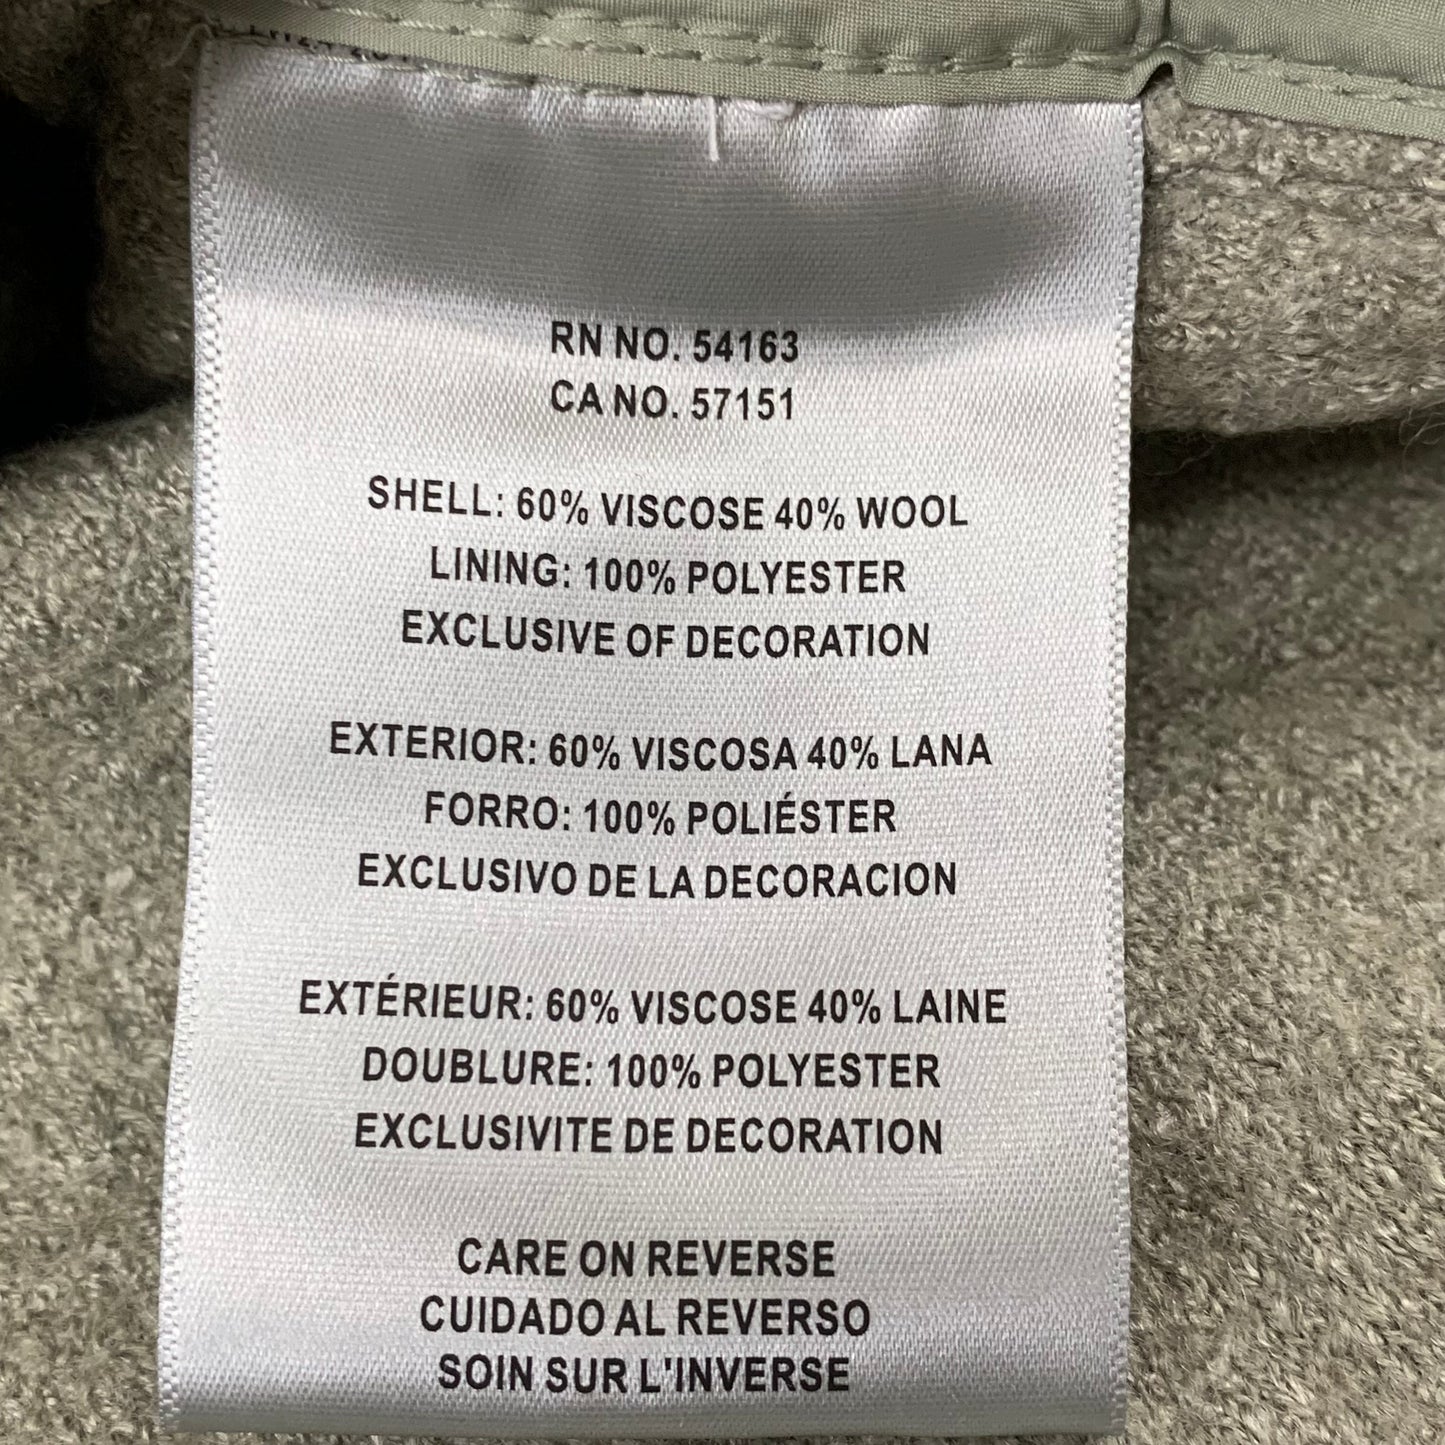 RN NO. 54163
CA NO. 57151
SHELL: 60% VISCOSE 40% WOOL
LINING: 100% POLYESTER
EXCLUSIVE OF DECORATION
EXTERIOR: 60% VISCOSA 40% LANA
FORRO: 100% POLIÉSTER
EXCLUSIVO DE LA DECORACION
EXTÉRIEUR: 60% VISCOSE 40% LAINE
DOUBLURE: 100% POLYESTER
EXCLUSIVITE DE DECORATION
CARE ON REVERSE
CUIDADO AL REVERSO
SOIN SUR L'INVERSE